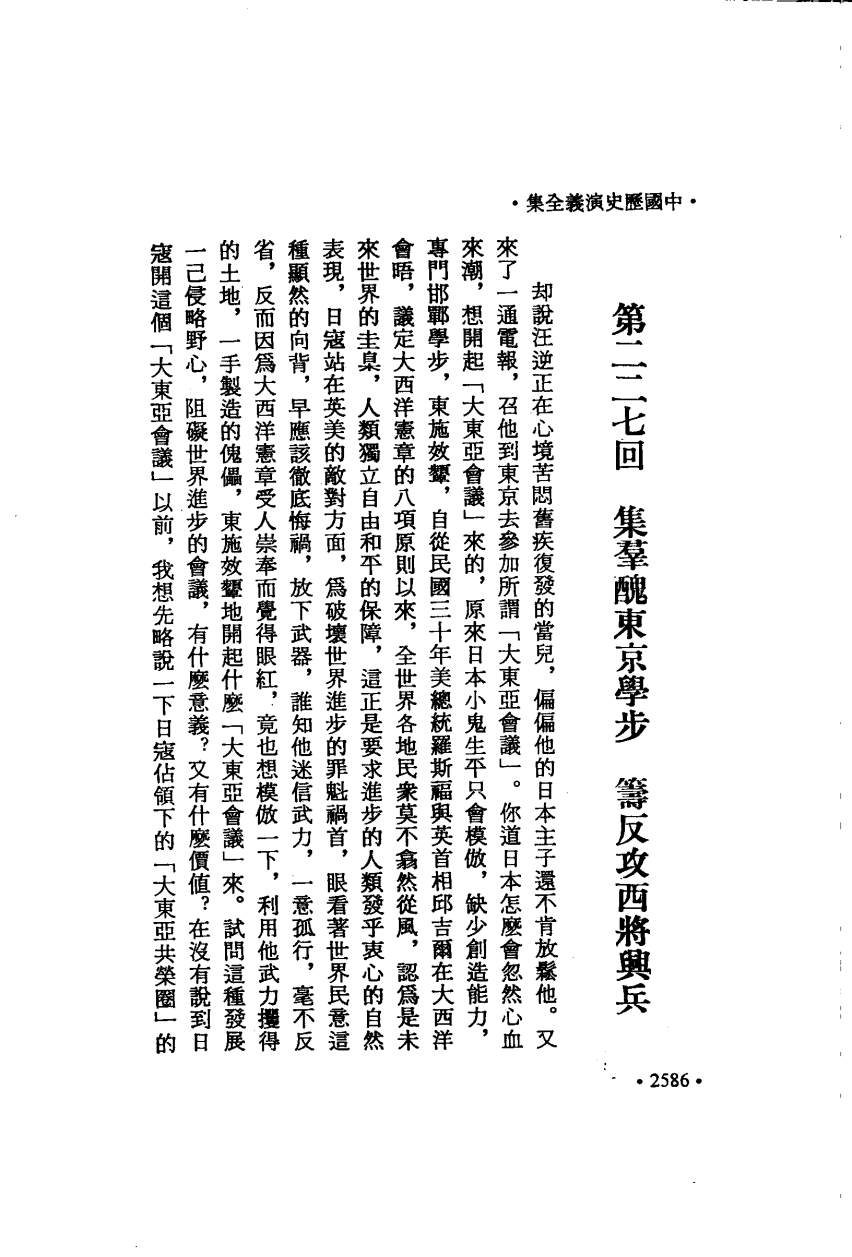 ·中國歷史演義全集·
第二二七回　集羣醜東京學步　籌反攻西將興兵
却說汪逆正在心境苦悶舊疾復發的當兒，偏偏他的日本主子還不肯放鬆他。又
來了一通電報，召他到東京去參加所謂「大東亞會議」。你道日本怎麼會忽然心血
來潮，想開起「大東亞會議」來的，原來日本小鬼生平只會模倣，缺少創造能力，
專門邯鄲學步，東施效顰，自從民國三十年美總統羅斯福與英首相邱吉爾在大西洋
會晤，議定大西洋憲章的八項原則以來，全世界各地民衆莫不翕然從風，認爲是未
來世界的圭臬，人類獨立自由和平的保障，這正是要求進步的人類發乎衷心的自然
表現，日寇站在英美的敵對方面，爲破壞世界進步的罪魁禍首，眼看著世界民意這
種顯然的向背，早應該徹底悔禍，放下武器，誰知他迷信武力，一意孤行，毫不反
省，反而因爲大西洋憲章受人崇奉而覺得眼紅，竟也想模倣一下，利用他武力攫得
的土地，一手製造的傀儡，東施效顰地開起什麼「大東亞會議」來。試問這種發展
一己侵略野心，阻礙世界進步的會議，有什麼意義？又有什麼價值？在沒有說到日
寇開這個「大東亞會議」以前，我想先略說一下日寇佔領下的「大東亞共榮圈」的
·2586·